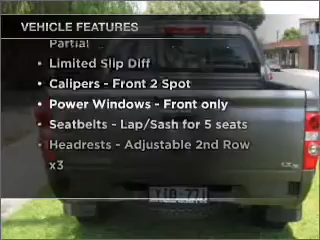 VEHICLE FEATURES
Partial
• Limited Slip Diff
• Calipers - Front 2 Spot
• Power Windows - Front only
• Seatbelts - Lap/Sash for 5 seats
• Headrests - Adjustable 2nd Row
x3